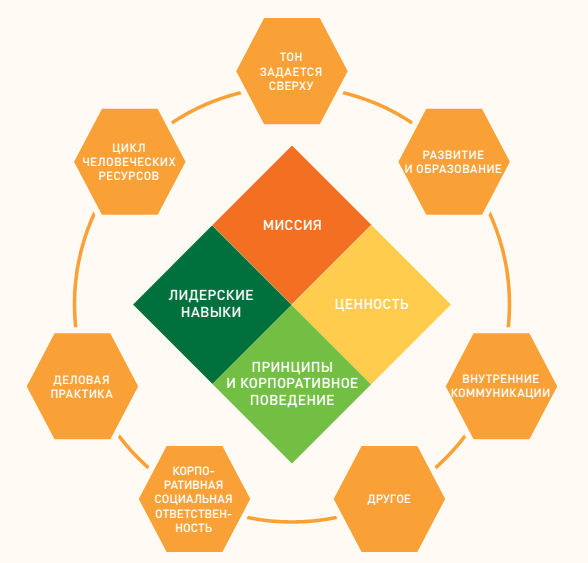 ТОН
ЗАДАЕТСЯ
СВЕРХУ
ЦИКЛ
ЧЕЛОВЕЧЕСКИХ
РЕСУРСОВ
РАЗВИТИЕ
И ОБРАЗОВАНИЕ
МИССИЯ
ЛИДЕРСКИЕ
НАВЫКИ
ЦЕННОСТЬ
ПРИНЦИПЫ
И КОРПОРАТИВНОЕ
ПОВЕДЕНИЕ
ДЕЛОВАЯ
ПРАКТИКА
ВНУТРЕННИЕ
КОММУНИКАЦИИ
КОРПО-
РАТИВНАЯ
СОЦИАЛЬНАЯ
ОТВЕТСТВЕН-
НОСТЬ
ДРУГОЕ